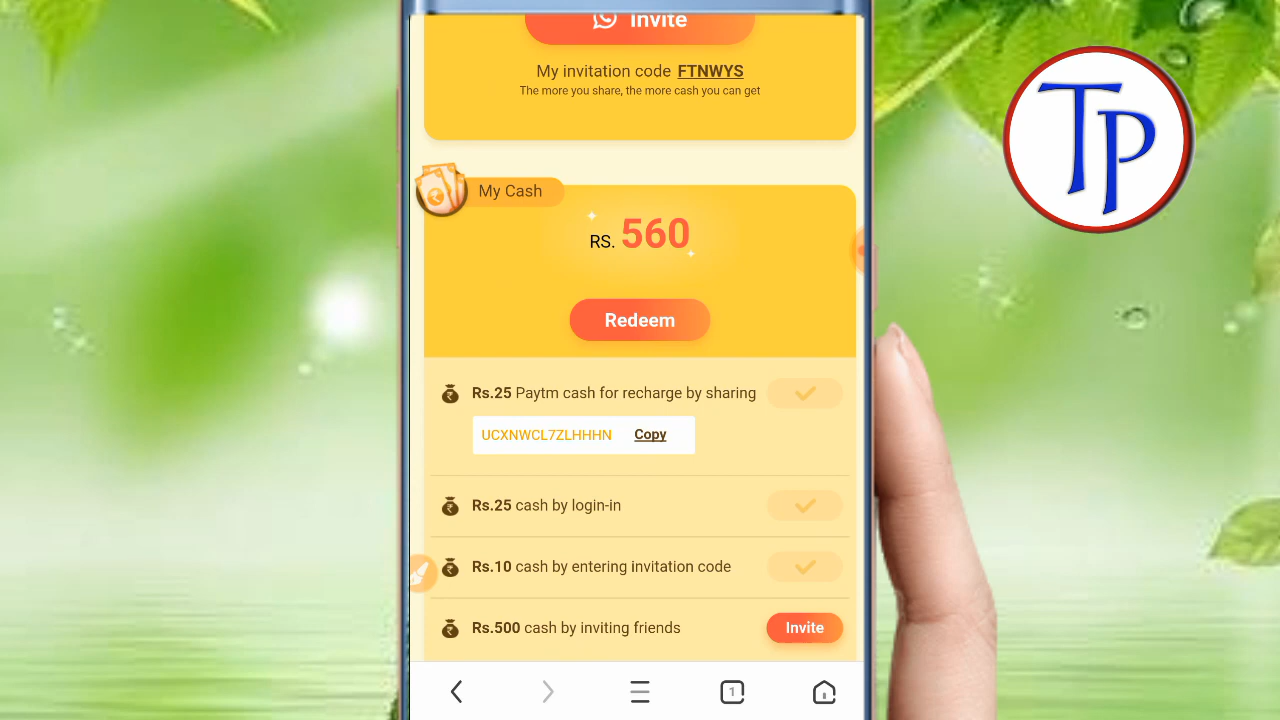 Invite
My invitation code FTNWYS
The more you share, the more cash you can get
My Cash
RS. 560
Redeem
Rs.25 Paytm cash for recharge by sharing
UCXNWCL7ZLHHHN Copy
Rs.25 cash by login-in
Rs.10 cash by entering invitation code
Rs.500 cash by inviting friends Invite
1
TP